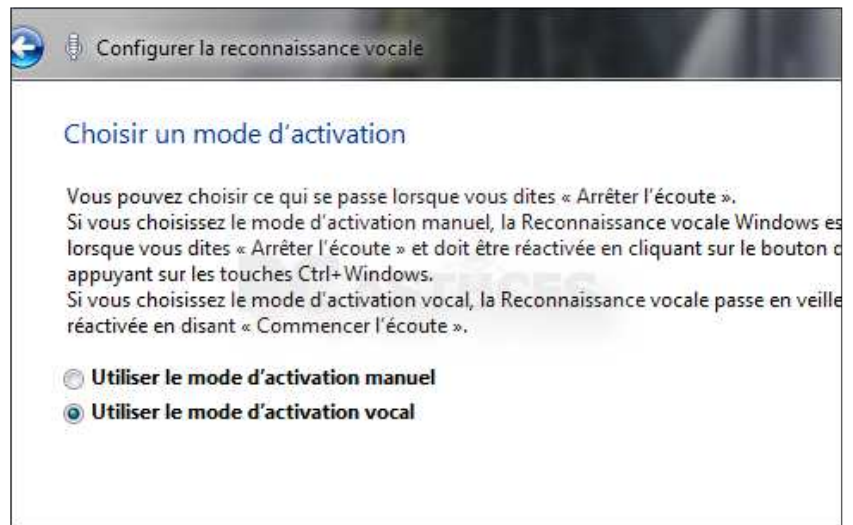 Configurer la reconnaissance vocale
Choisir un mode d'activation
Vous pouvez choisir ce qui se passe lorsque vous dites « Arrêter l'écoute ».
Si vous choisissez le mode d'activation manuel, la Reconnaissance vocale Windows
lorsque vous dites « Arrêter l'écoute » et doit être réactivée en cliquant sur le bouton
appuyant sur les touches Ctrl+Windows.
ASTUCES
Si vous choisissez le mode d'activation vocal, la Reconnaissance vocale passe en veille
réactivée en disant « Commencer l'écoute ».
Utiliser le mode d'activation manuel
Utiliser le mode d'activation vocal